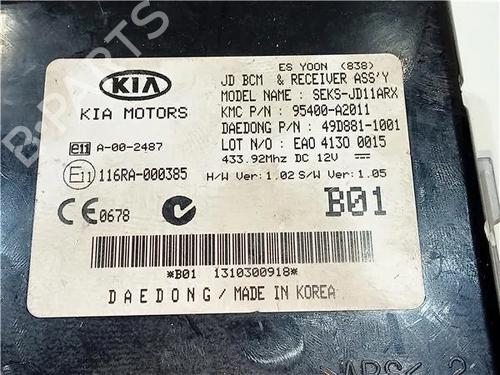 B-PARTS
ES YOON (838)
KIA
JD BCM & RECEIVER ASS'Y
MODEL NAME : SEKS-JD11ARX
KIA MOTORS
KMC P/N : 95400-A2011
DAEDONG P/N : 49D881-1001
e11 A-00-2487
LOT N/O : EAO 4130 0015
433.92Mhz DC 12V
E11 116RA-000385
H/W Ver: 1.02 S/W Ver: 1.05
CE 0678
B01
*B01 1310300918*
DAEDONG / MADE IN KOREA